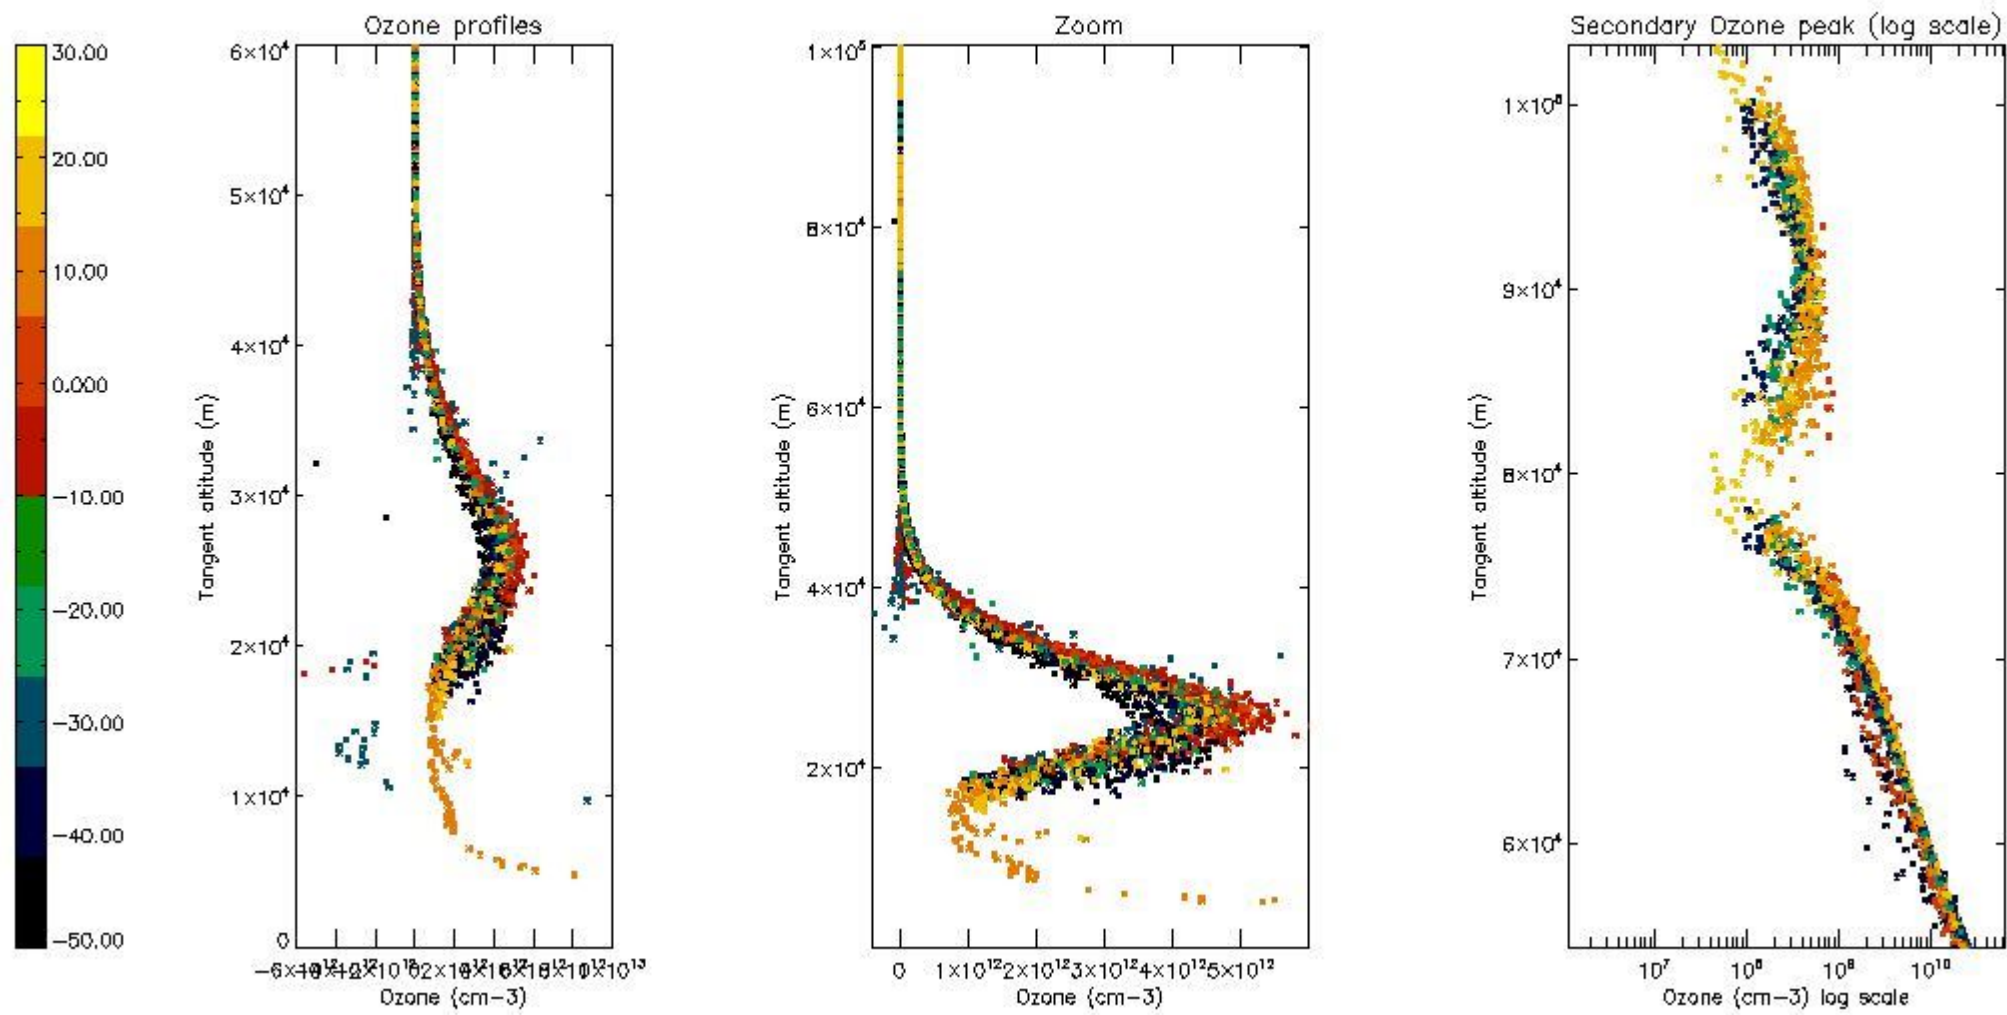 Ozone profiles
Zoom
Secondary Ozone peak (log scale)
30.00
20.00
10.00
0.000
-10.00
-20.00
-30.00
-40.00
-50.00
6×10⁴
5×10⁴
4×10⁴
3×10⁴
2×10⁴
1×10⁴
0
Tangent altitude (m)
Ozone (cm-3)
1×10⁵
8×10⁴
6×10⁴
4×10⁴
2×10⁴
Tangent altitude (m)
0 1×10¹² 2×10¹² 3×10¹² 4×10¹² 5×10¹²
Ozone (cm-3)
9×10⁴
8×10⁴
7×10⁴
6×10⁴
Tangent altitude (m)
10⁷ 10⁸ 10⁹ 10¹⁰
Ozone (cm-3) log scale